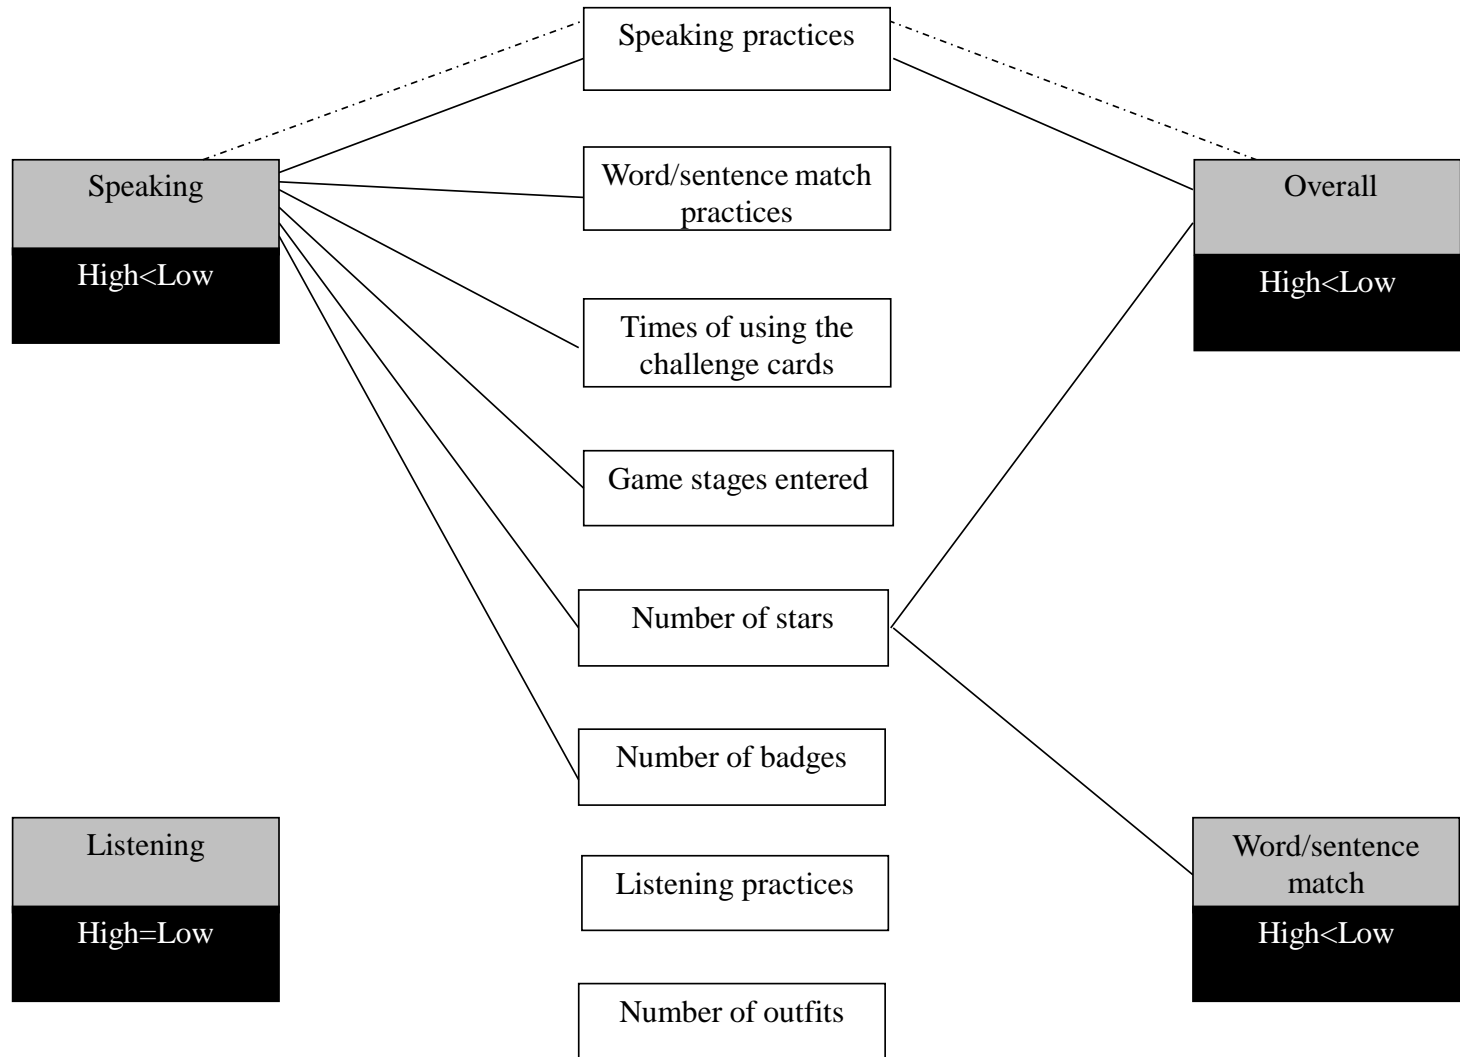 Speaking practices
Speaking
High<Low
Word/sentence match
practices
Overall
High<Low
Times of using the
challenge cards
Game stages entered
Number of stars
Number of badges
Listening
High=Low
Listening practices
Word/sentence
match
High<Low
Number of outfits